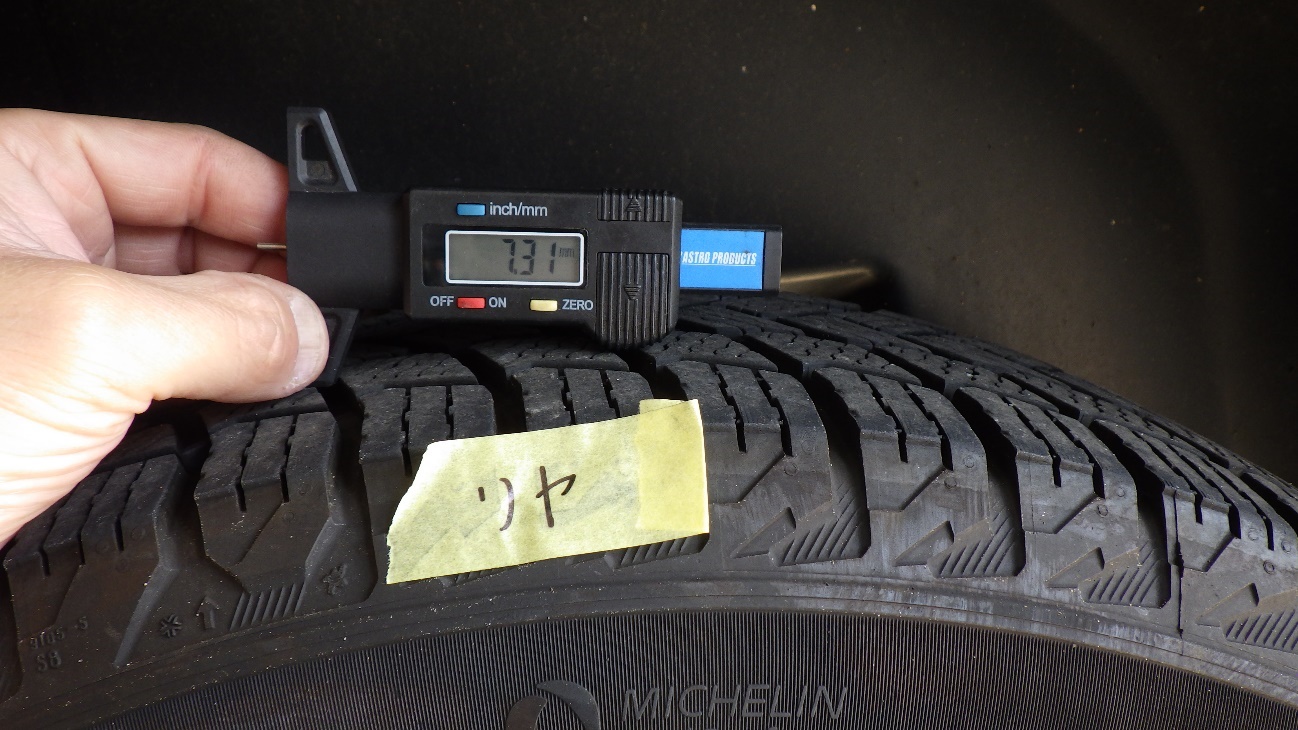 inch/mm
7.31 mm
ASTRO PRODUCTS
OFF ON ZERO
リヤ
MICHELIN